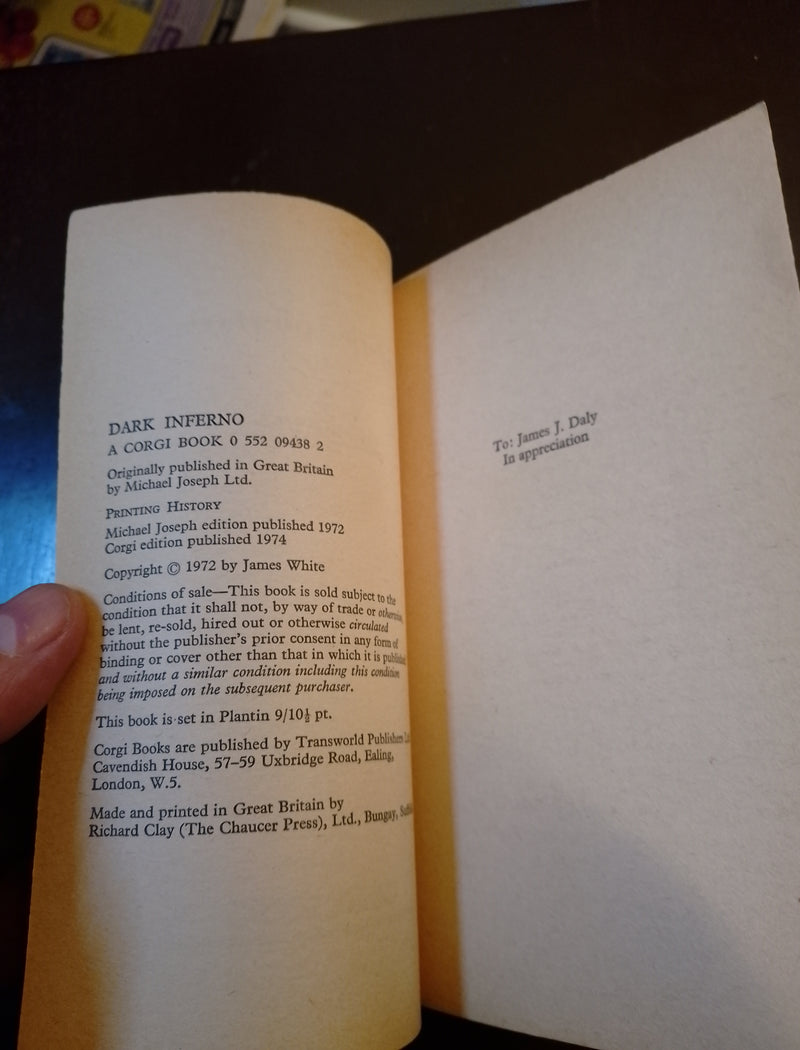 DARK INFERNO
A CORGI BOOK 0 552 09438 2
Originally published in Great Britain
by Michael Joseph Ltd.
PRINTING HISTORY
Michael Joseph edition published 1972
Corgi edition published 1974
Copyright © 1972 by James White
Conditions of sale—This book is sold subject to the
condition that it shall not, by way of trade or otherwise,
be lent, re-sold, hired out or otherwise circulated
without the publisher's prior consent in any form of
binding or cover other than that in which it is published
and without a similar condition including this condition
being imposed on the subsequent purchaser.
This book is set in Plantin 9/10½ pt.
Corgi Books are published by Transworld Publishers
Cavendish House, 57–59 Uxbridge Road, Ealing,
London, W.5.
Made and printed in Great Britain by
Richard Clay (The Chaucer Press), Ltd., Bungay,
To: James J. Daly
In appreciation